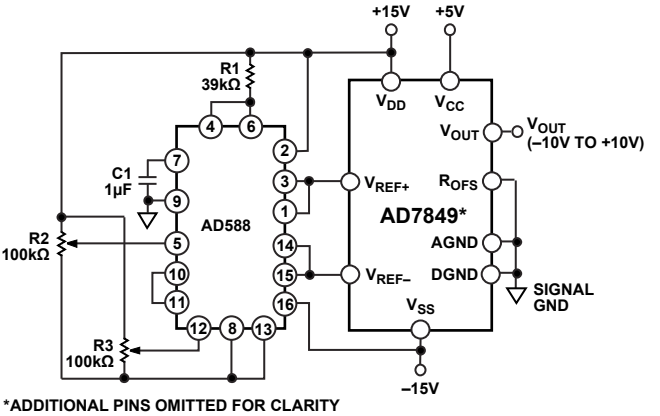 +15V
+5V
R1
39kΩ
VDD
VCC
4
6
VOUT
VOUT
(–10V TO +10V)
2
7
C1
1µF
3
VREF+
ROFS
9
1
AD588
AD7849*
R2
100kΩ
5
14
AGND
10
15
VREF–
DGND
11
16
VSS
SIGNAL
GND
12
8
13
R3
100kΩ
–15V
*ADDITIONAL PINS OMITTED FOR CLARITY